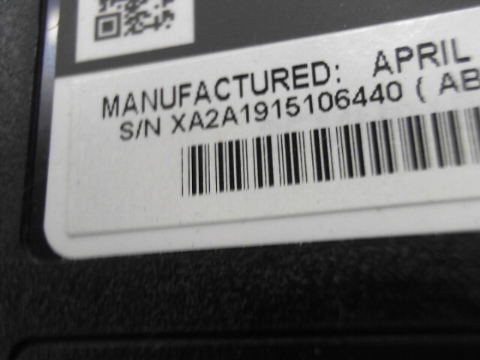 MANUFACTURED: APRIL
S/N XA2A1915106440 ( AB